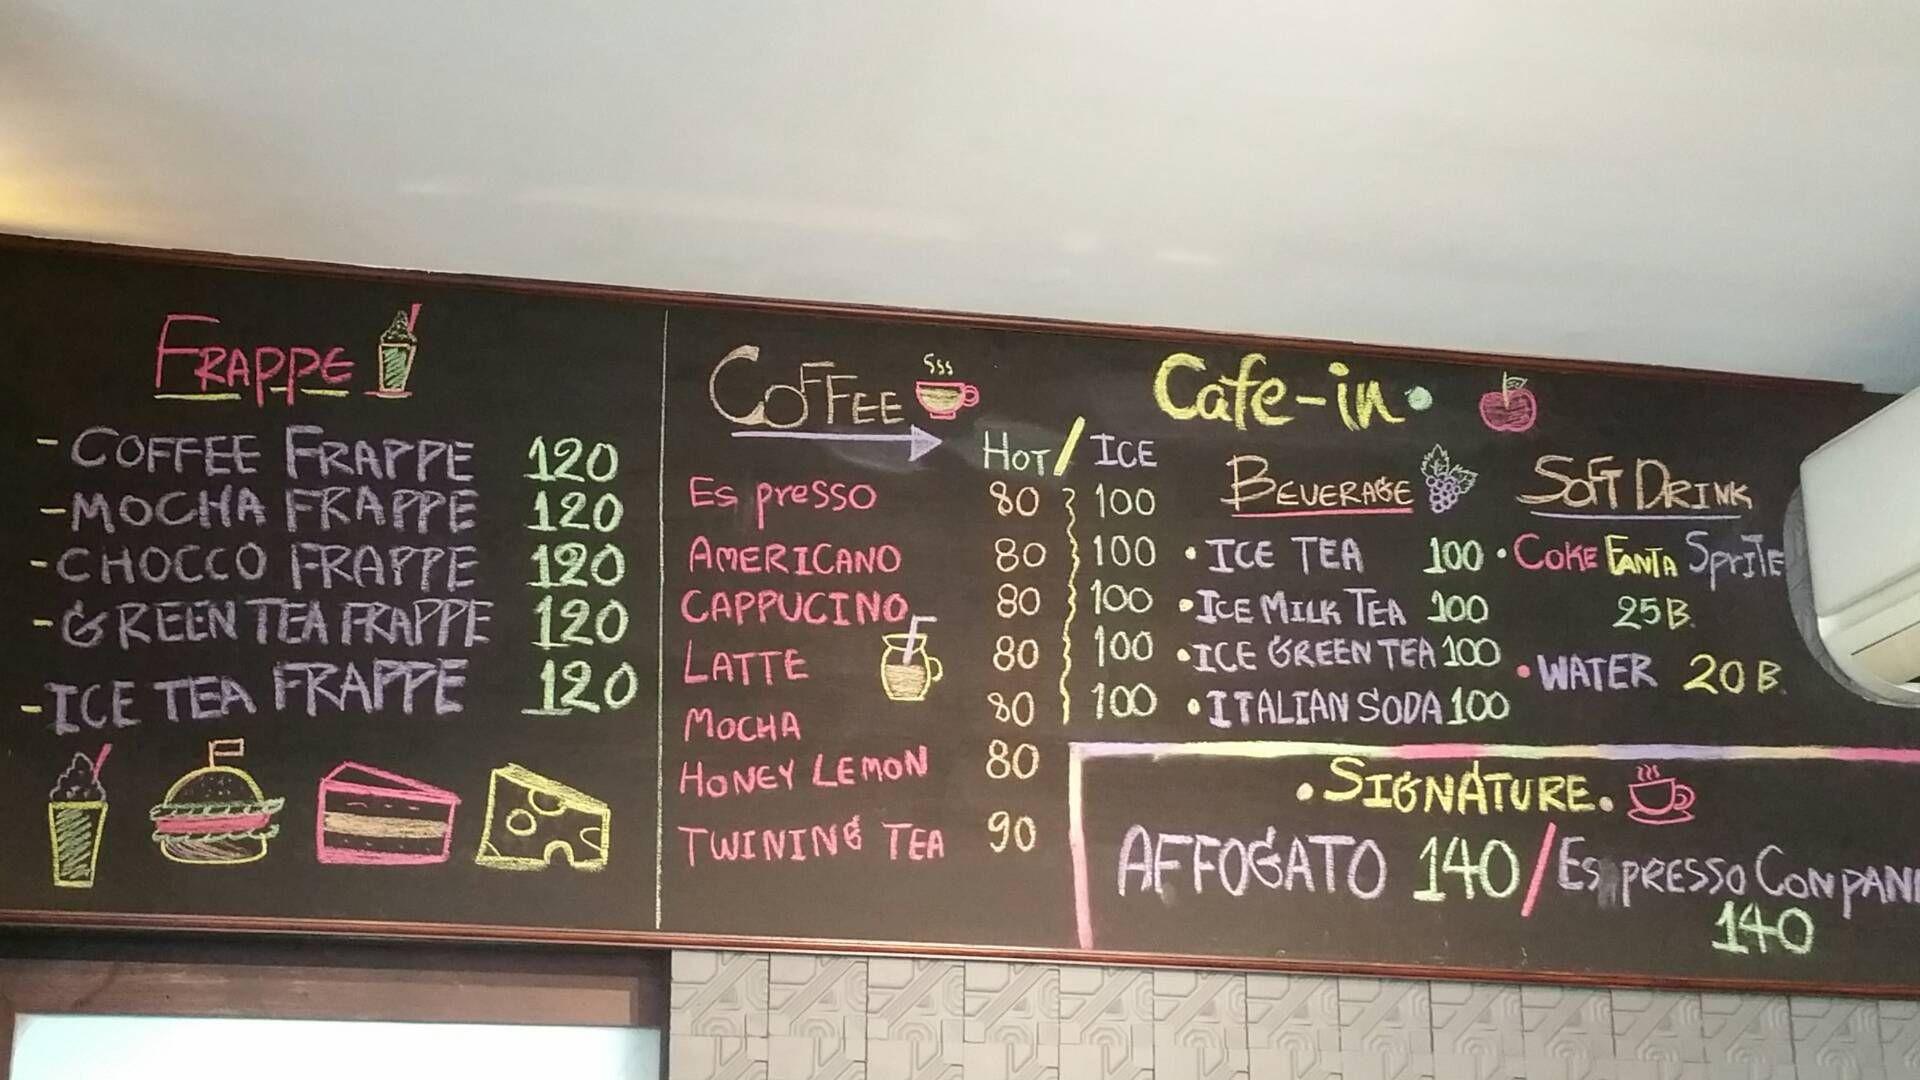 FRAPPE
- COFFEE FRAPPE 120
- MOCHA FRAPPE 120
- CHOCCO FRAPPE 120
- GREEN TEA FRAPPE 120
- ICE TEA FRAPPE 120
COFFEE
HOT / ICE
Espresso 80 100
AMERICANO 80 100
CAPPUCINO 80 100
LATTE 80 100
MOCHA 80 100
HONEY LEMON 80
TWINING TEA 90
Cafe-in
BEVERAGE
• ICE TEA 100
• ICE MILK TEA 100
• ICE GREEN TEA 100
• ITALIAN SODA 100
SOFT DRINK
• COKE FANTA SPRITE
25 B.
• WATER 20 B.
• SIGNATURE •
AFFOGATO 140 / ESPRESSO CON PAN
140